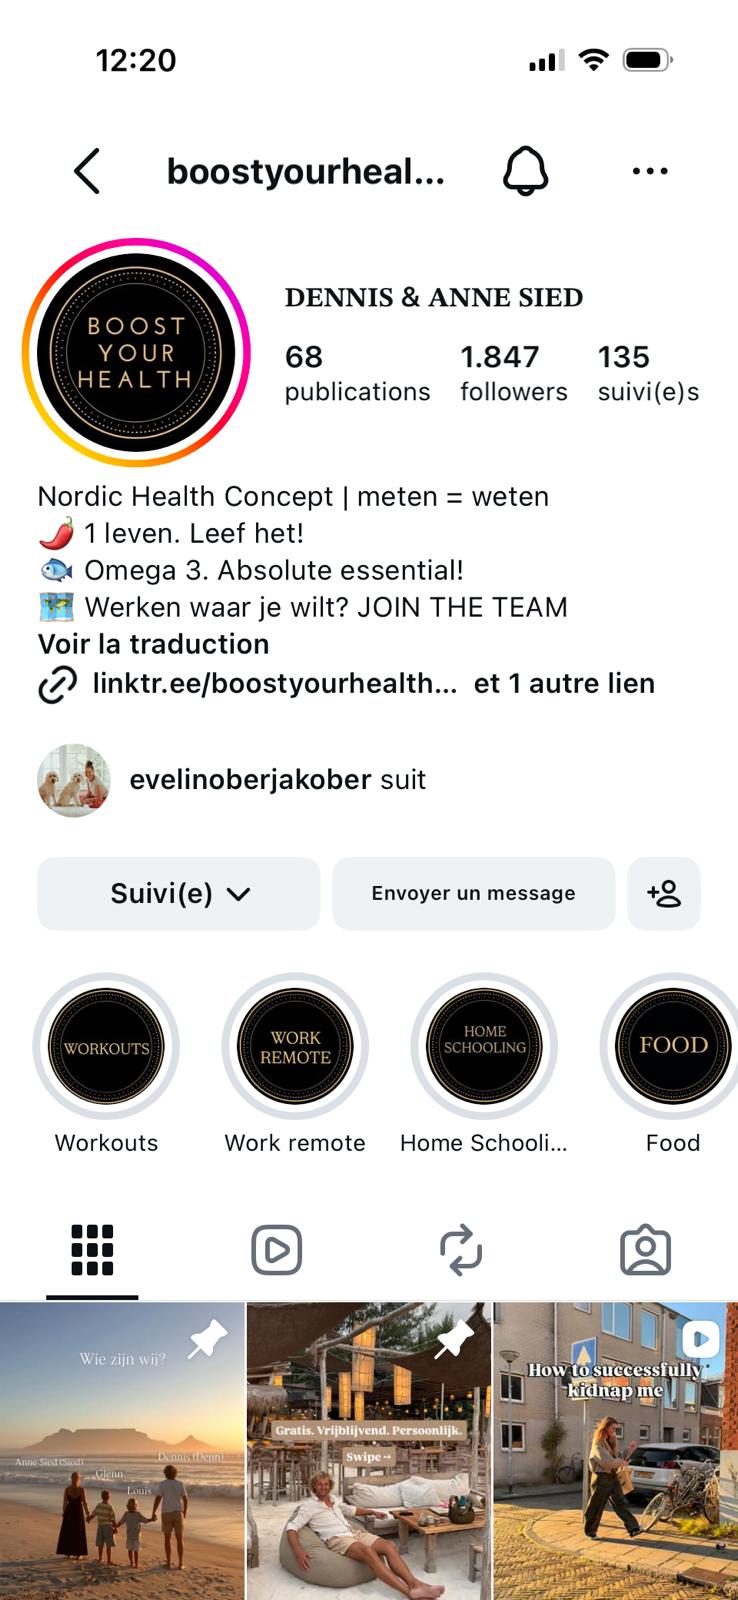 12:20
boostyourheal...
BOOST
YOUR
HEALTH
DENNIS & ANNE SIED
68 1.847 135
publications followers suivi(e)s
Nordic Health Concept | meten = weten
🌶️ 1 leven. Leef het!
🐟 Omega 3. Absolute essential!
🗺️ Werken waar je wilt? JOIN THE TEAM
Voir la traduction
linktr.ee/boostyourhealth... et 1 autre lien
evelinoberjakober suit
Suivi(e) Envoyer un message
WORKOUTS
WORK
REMOTE
HOME
SCHOOLING
FOOD
Workouts Work remote Home Schooli... Food
Wie zijn wij?
Anne Sied (Sied)
Glenn
Louis
Dennis (Denn)
Gratis. Vrijblijvend. Persoonlijk.
Swipe →
How to successfully
kidnap me